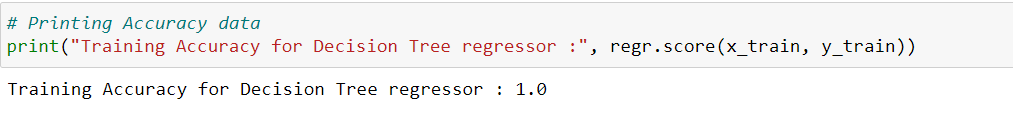 # Printing Accuracy data
print("Training Accuracy for Decision Tree regressor :", regr.score(x_train, y_train))
Training Accuracy for Decision Tree regressor : 1.0